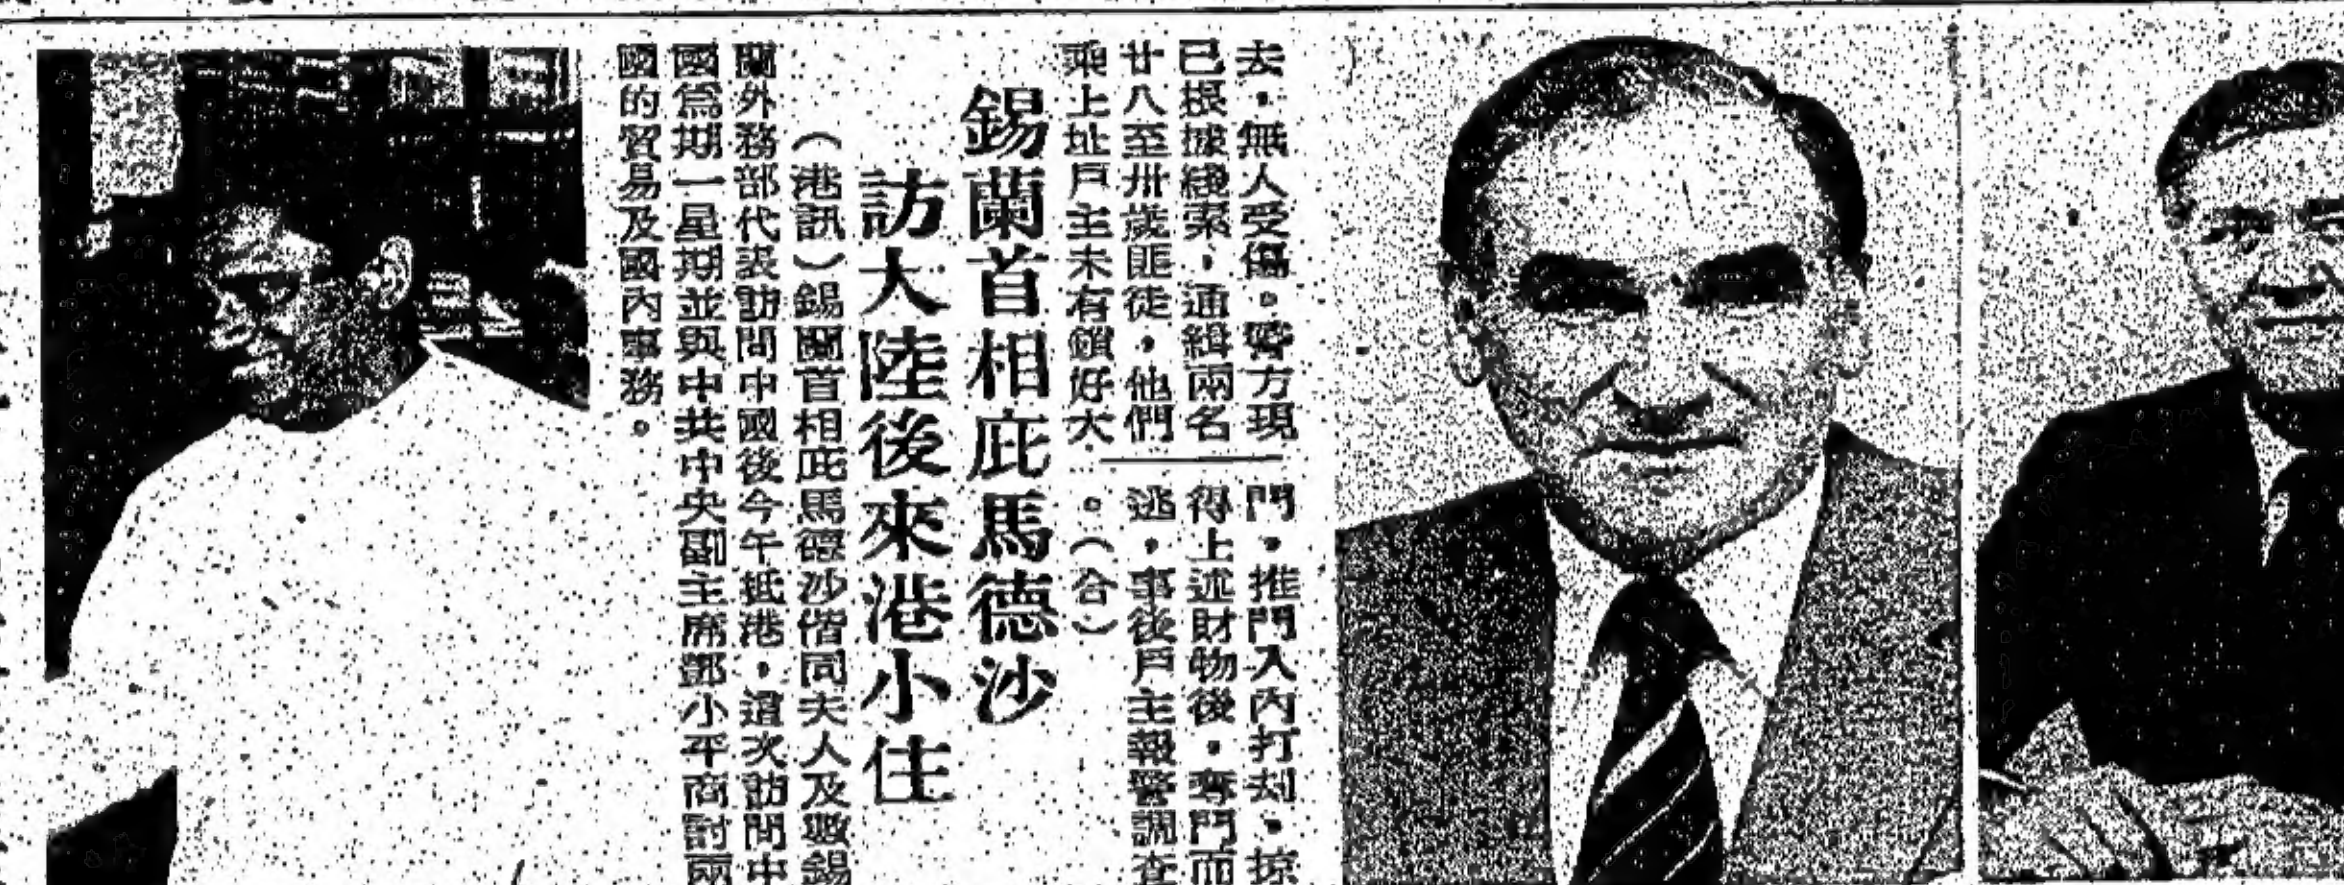 去，無人受傷。警方現
已根據綫索，通緝兩名
廿八至卅歲匪徒，他們
乘上址戶主未有鎖好大
門，推門入內打刦，掠
得上述財物後，奪門而
逃，事後戶主報警調查
。（合）
錫蘭首相庇馬德沙
訪大陸後來港小住
（港訊）錫蘭首相庇馬德沙偕同夫人及數錫
蘭外務部代表訪問中國後今午抵港，這次訪問中
國為期一星期並與中共中央副主席鄧小平商討兩
國的貿易及國內事務。